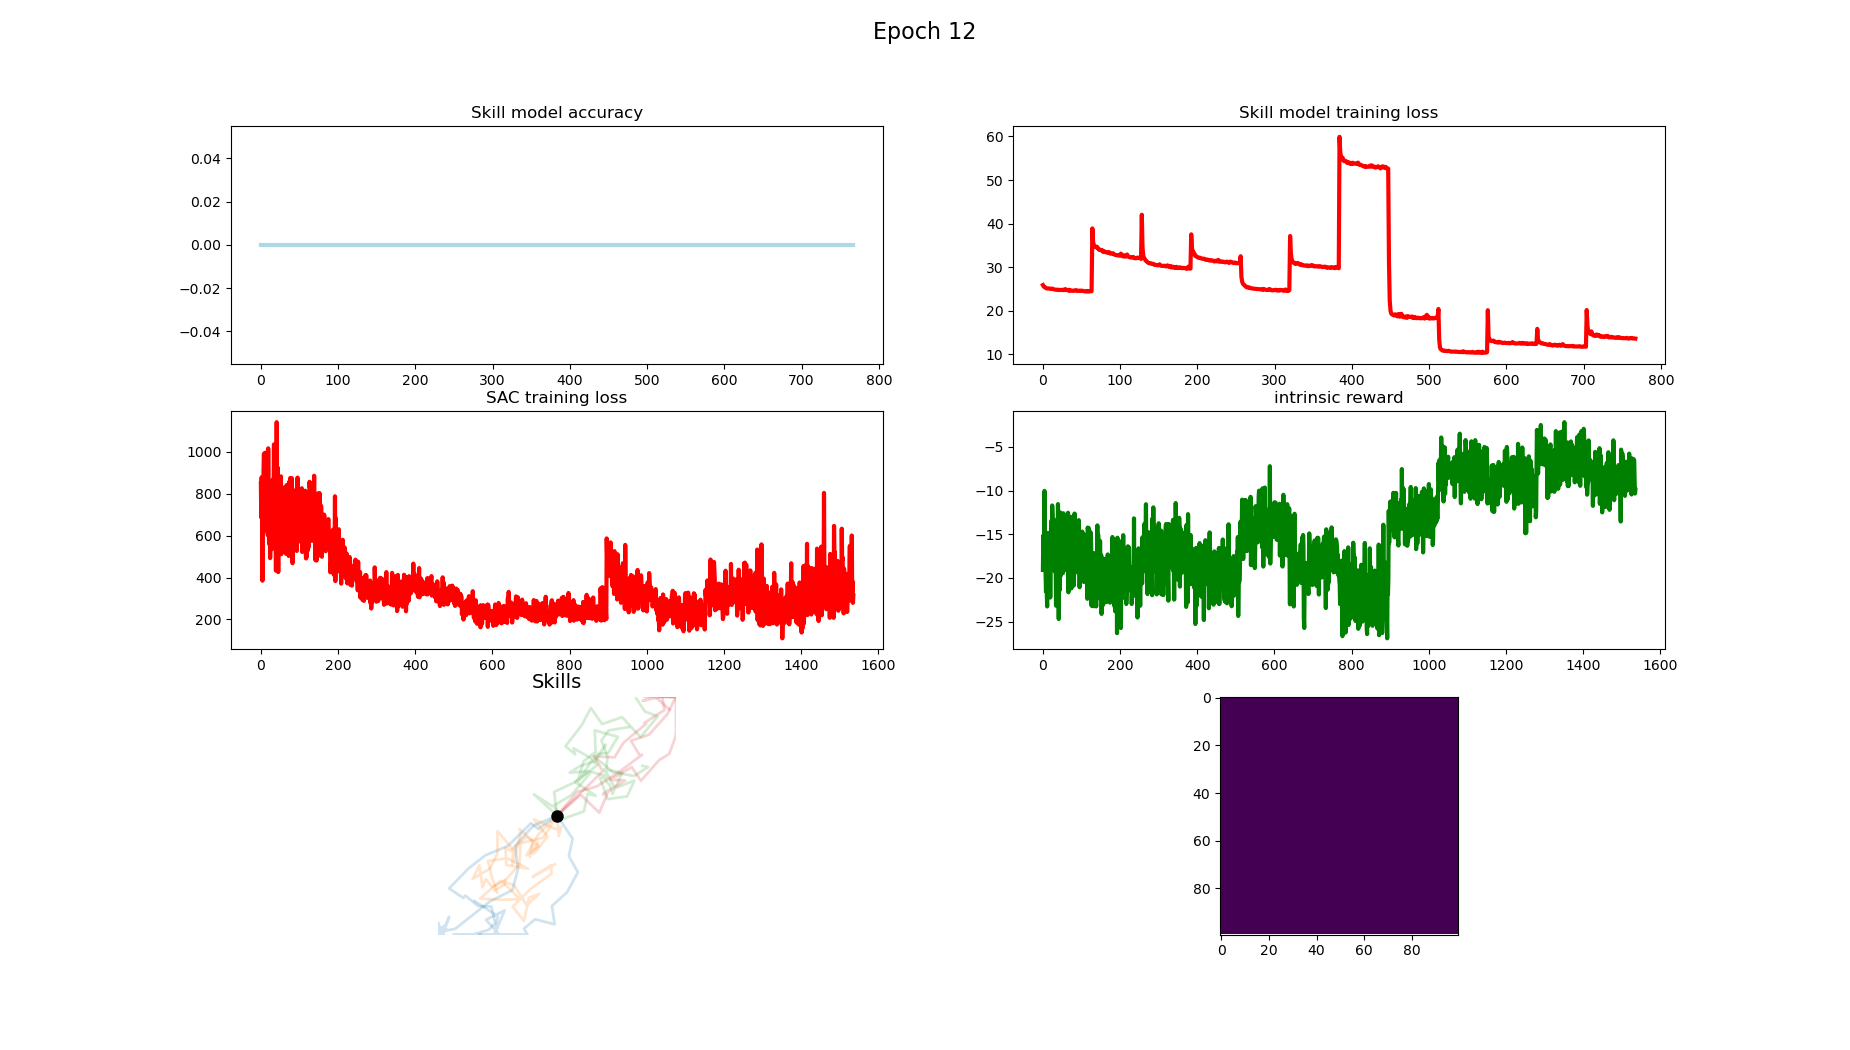 Epoch 12
Skill model accuracy
0.04
0.02
0.00
−0.02
−0.04
0 100 200 300 400 500 600 700 800
Skill model training loss
60
50
40
30
20
10
0 100 200 300 400 500 600 700 800
SAC training loss
1000
800
600
400
200
0 200 400 600 800 1000 1200 1400 1600
intrinsic reward
−5
−10
−15
−20
−25
0 200 400 600 800 1000 1200 1400 1600
Skills
0
20
40
60
80
0 20 40 60 80